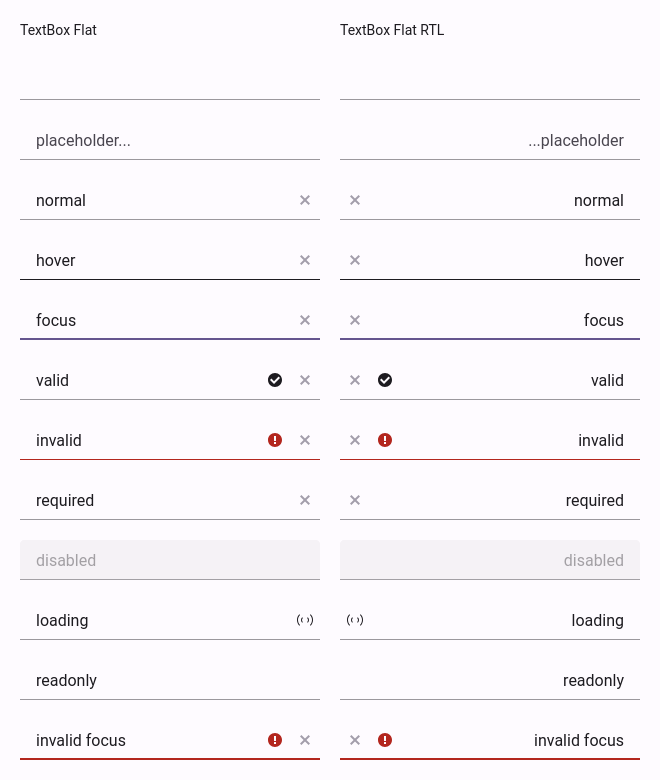 TextBox Flat
TextBox Flat RTL
placeholder...
...placeholder
normal
normal
hover
hover
focus
focus
valid
valid
invalid
invalid
required
required
disabled
disabled
loading
loading
readonly
readonly
invalid focus
invalid focus